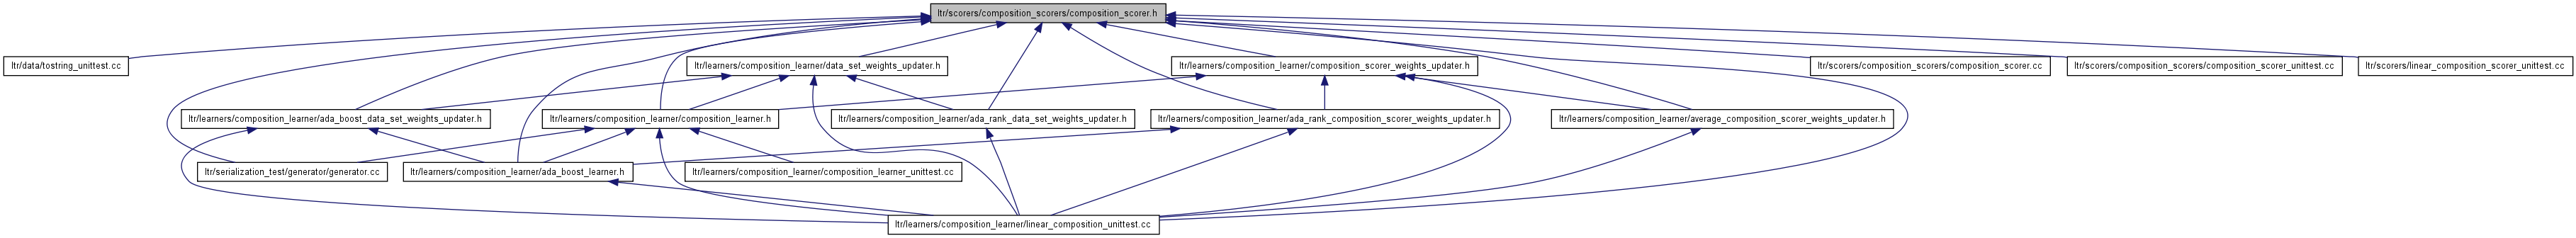 ltr/scorers/composition_scorers/composition_scorer.h
ltr/data/tostring_unittest.cc
ltr/learners/composition_learner/data_set_weights_updater.h
ltr/learners/composition_learner/composition_scorer_weights_updater.h
ltr/scorers/composition_scorers/composition_scorer.cc
ltr/scorers/composition_scorers/composition_scorer_unittest.cc
ltr/scorers/linear_composition_scorer_unittest.cc
ltr/learners/composition_learner/ada_boost_data_set_weights_updater.h
ltr/learners/composition_learner/composition_learner.h
ltr/learners/composition_learner/ada_rank_data_set_weights_updater.h
ltr/learners/composition_learner/ada_rank_composition_scorer_weights_updater.h
ltr/learners/composition_learner/average_composition_scorer_weights_updater.h
ltr/serialization_test/generator/generator.cc
ltr/learners/composition_learner/ada_boost_learner.h
ltr/learners/composition_learner/composition_learner_unittest.cc
ltr/learners/composition_learner/linear_composition_unittest.cc